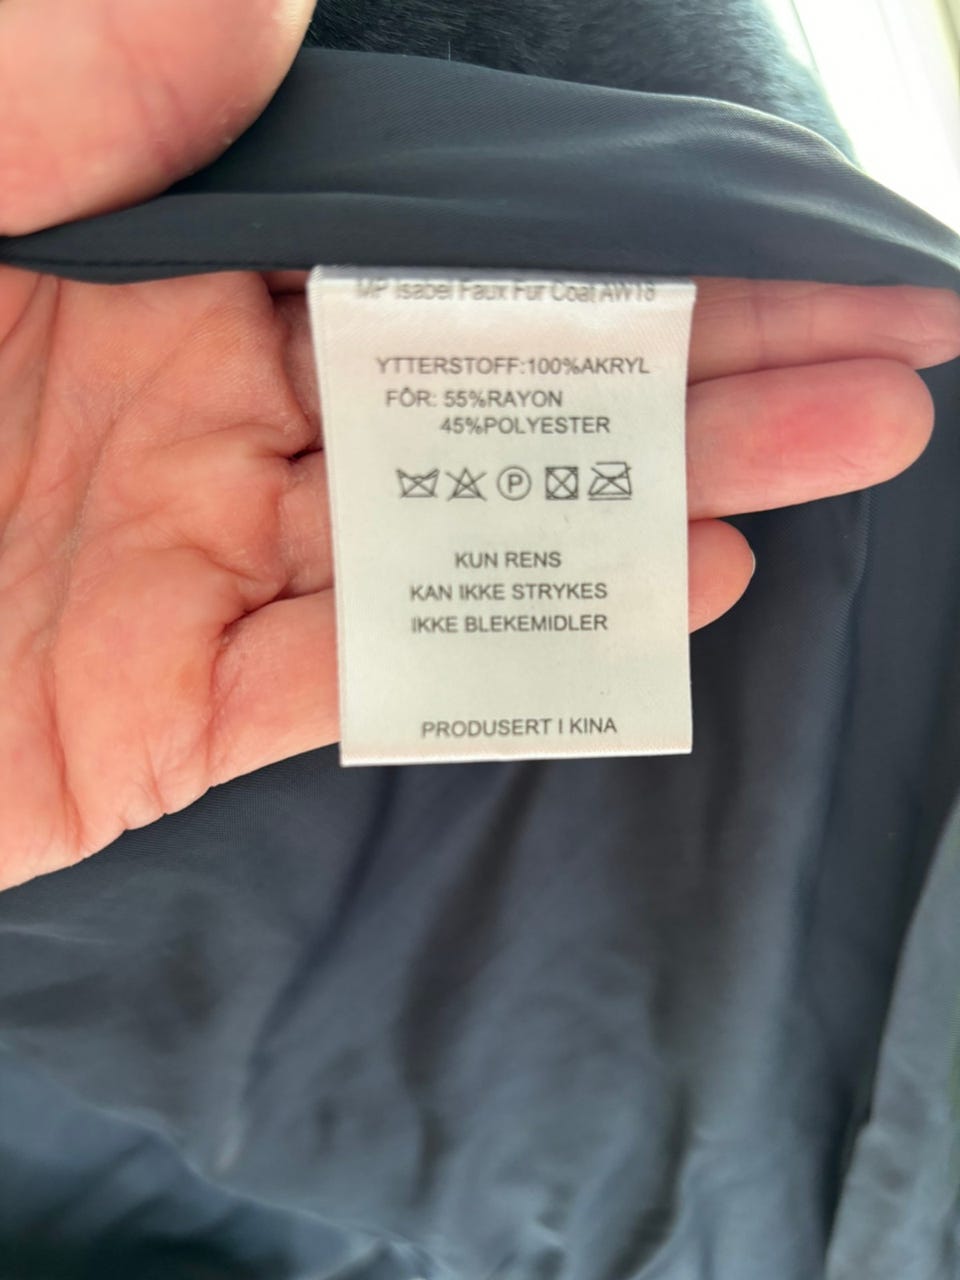 MP Isabel Faux Fur Coat AW18
YTTERSTOFF:100%AKRYL
FÔR: 55%RAYON
45%POLYESTER
P
KUN RENS
KAN IKKE STRYKES
IKKE BLEKEMIDLER
PRODUSERT I KINA